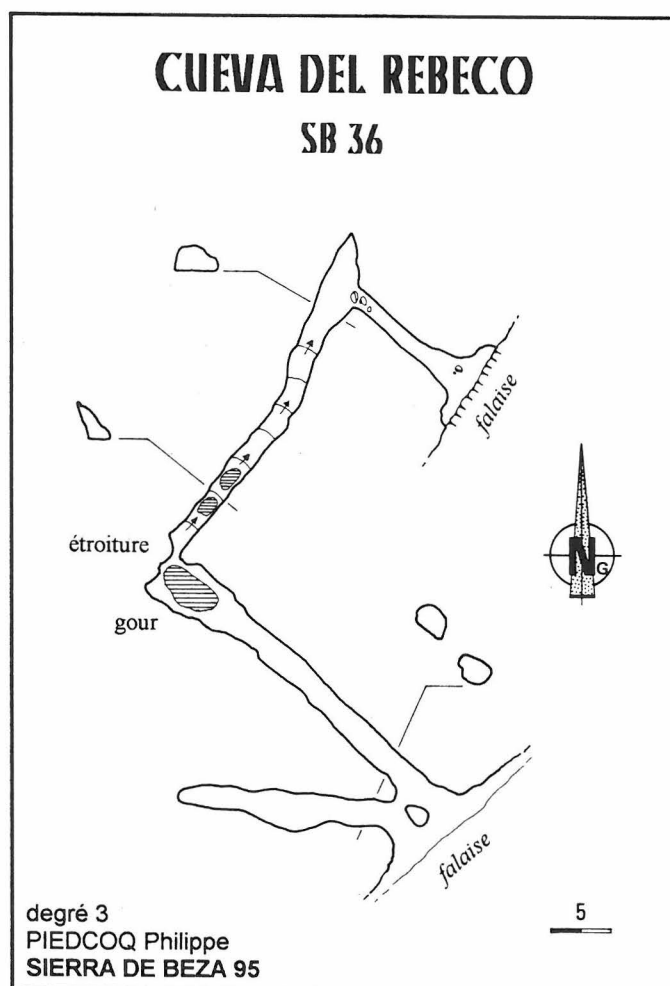 CUEVA DEL REBECO
SB 36
falaise
étroiture
gour
N
G
falaise
degré 3
PIEDCOQ Philippe
SIERRA DE BEZA 95
5